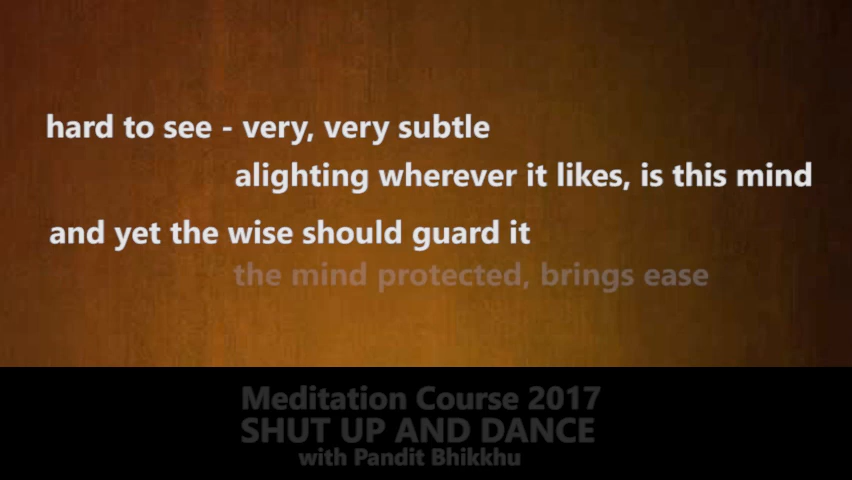 hard to see - very, very subtle
alighting wherever it likes, is this mind
and yet the wise should guard it
the mind protected, brings ease
Meditation Course 2017
SHUT UP AND DANCE
with Pandit Bhikkhu